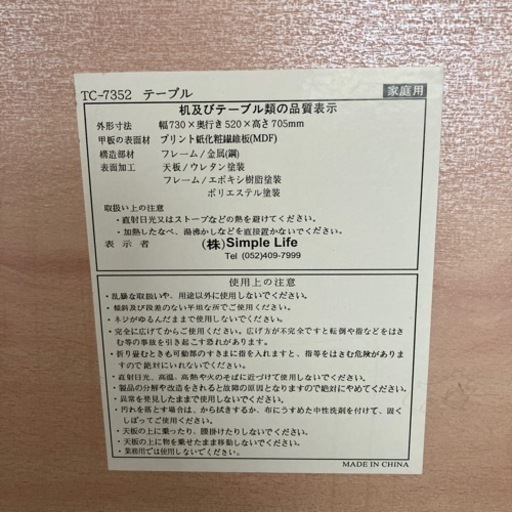 TC-7352 テーブル 家庭用
机及びテーブル類の品質表示
外形寸法 幅730×奥行き520×高さ705mm
甲板の表面材 プリント紙化粧繊維板(MDF)
構造部材 フレーム/金属(鋼)
表面加工 天板/ウレタン塗装
フレーム/エポキシ樹脂塗装
ポリエステル塗装
取扱い上の注意
・直射日光又はストーブなどの熱を避けてください。
・加熱したなべ、湯沸かしなどを直接置かないでください。
表示者 (株)Simple Life
Tel (052)409-7999
使用上の注意
・乱暴な取扱いや、用途以外に使用しないでください。
・傾斜及び段差のない平坦な所でご使用ください。
・ネジがゆるんだままで使用しないでください。
・完全に広げてからご使用ください。広げ方が不完全ですと転倒や指などをはさ
む等の事故を引き起こす恐れがあります。
・折り畳むときも可動部のすきまに指を入れますと、指等をはさむ危険があります
ので絶対にいれないでください。
・直射日光、高温、高熱や火のそばに近づけて使用しないでください。
・製品の分解や改造をされると故障の原因となりますので絶対にやめてください。
・異常を発見したままで使用しないでください。
・汚れを落とす場合は、から拭きするか、布にうすめた中性洗剤を付けて、固く
しぼってご使用ください。
・天板の上に乗ったり、腰掛けたりしないでください。
・天板の上に物を乗せたまま移動しないでください。
・業務用では使用しないでください。
MADE IN CHINA